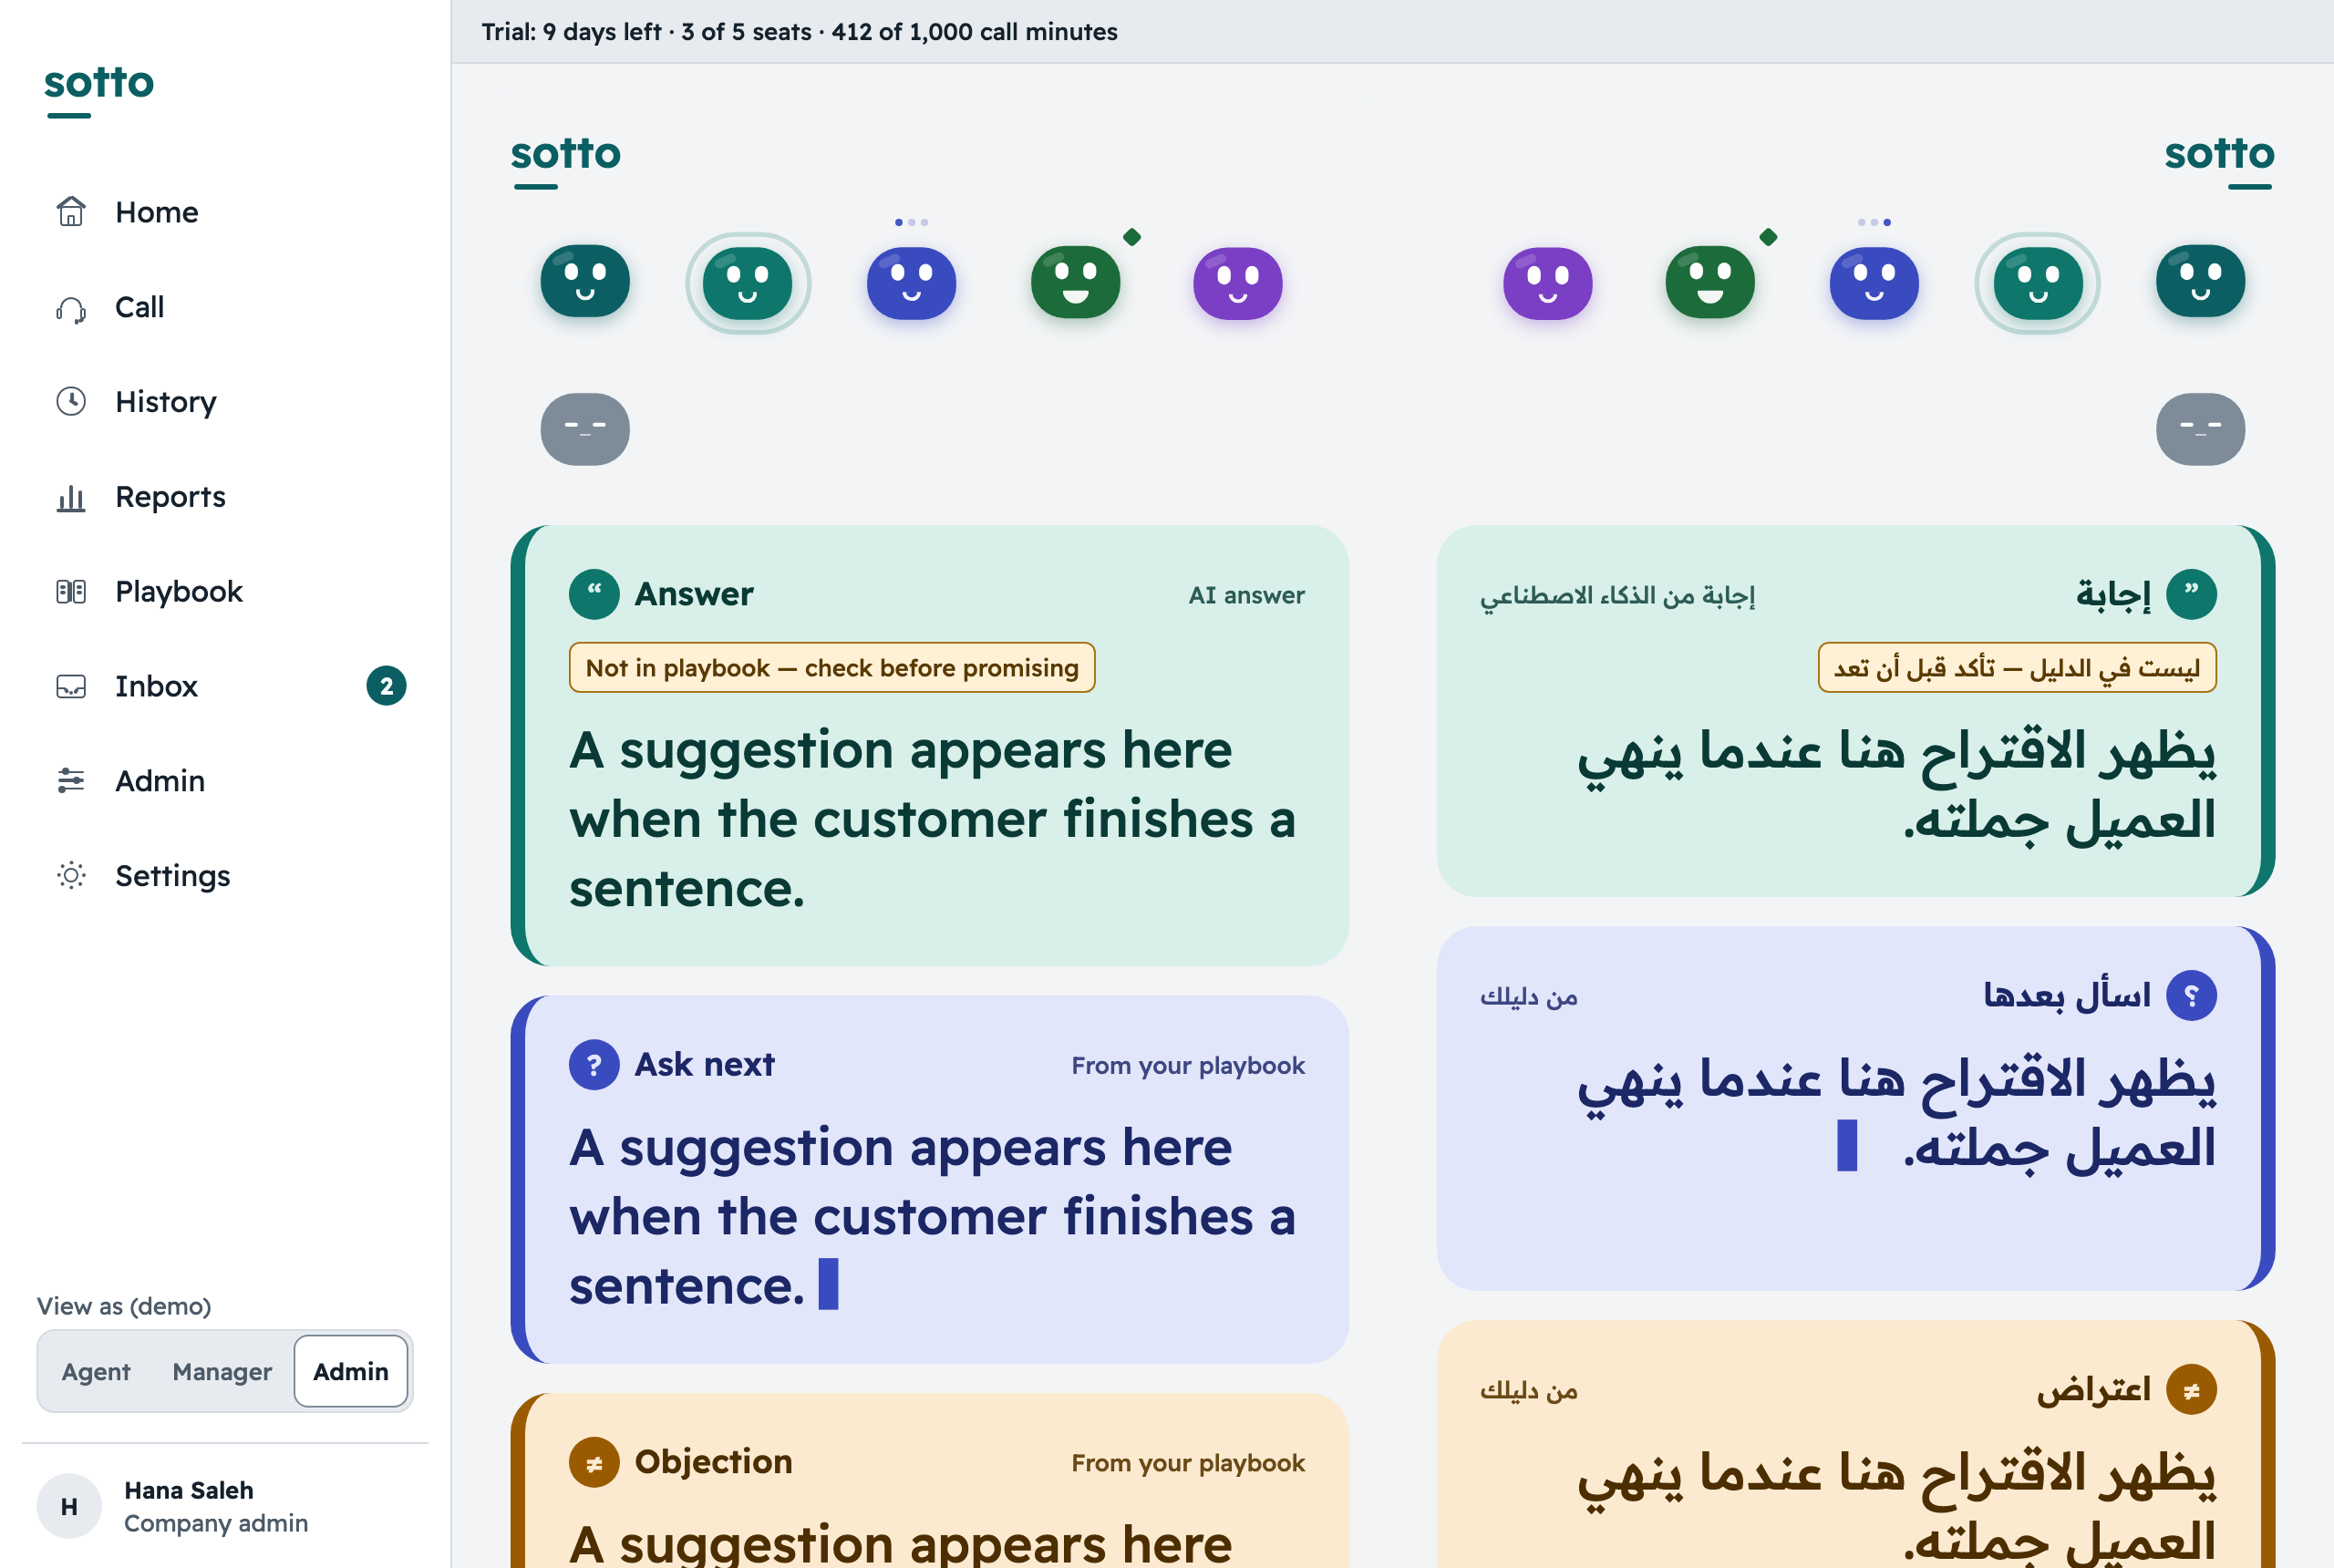 sotto
Home
Call
History
Reports
Playbook
Inbox 2
Admin
Settings
View as (demo)
Agent Manager Admin
H
Hana Saleh
Company admin
Trial: 9 days left · 3 of 5 seats · 412 of 1,000 call minutes
sotto
“ Answer AI answer
Not in playbook — check before promising
A suggestion appears here
when the customer finishes a
sentence.
? Ask next From your playbook
A suggestion appears here
when the customer finishes a
sentence.
≠ Objection From your playbook
A suggestion appears here
sotto
” إجابة إجابة من الذكاء الاصطناعي
ليست في الدليل — تأكد قبل أن تعد
يظهر الاقتراح هنا عندما ينهي
العميل جملته.
؟ اسأل بعدها من دليلك
يظهر الاقتراح هنا عندما ينهي
العميل جملته.
≠ اعتراض من دليلك
يظهر الاقتراح هنا عندما ينهي
العميل جملته.